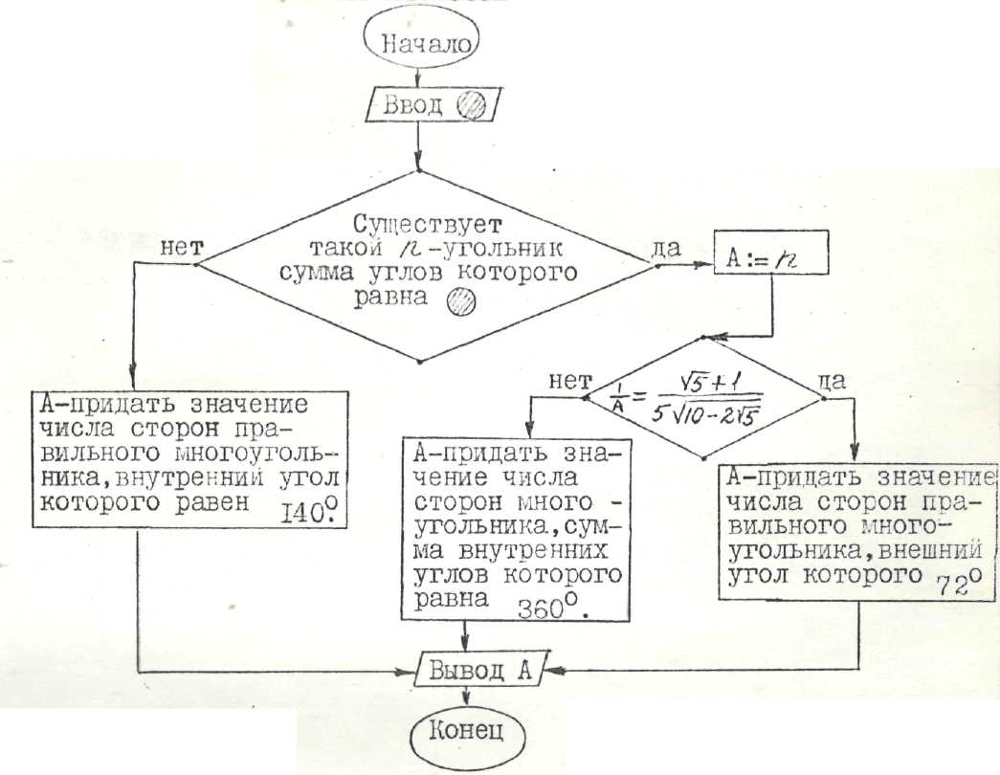 Начало
Ввод
Существует
такой n-угольник
сумма углов которого
равна
нет
да
A:= n
нет
1/A = (√5+1)/(5√(10-2√5))
да
А-придать значение
числа сторон пра-
вильного многоуголь-
ника,внутренний угол
которого равен 140°.
А-придать зна-
чение числа
сторон много -
угольника,сум-
ма внутренних
углов которого
равна 360°.
А-придать значение
числа сторон пра-
вильного много-
угольника,внешний
угол которого 72°
Вывод А
Конец